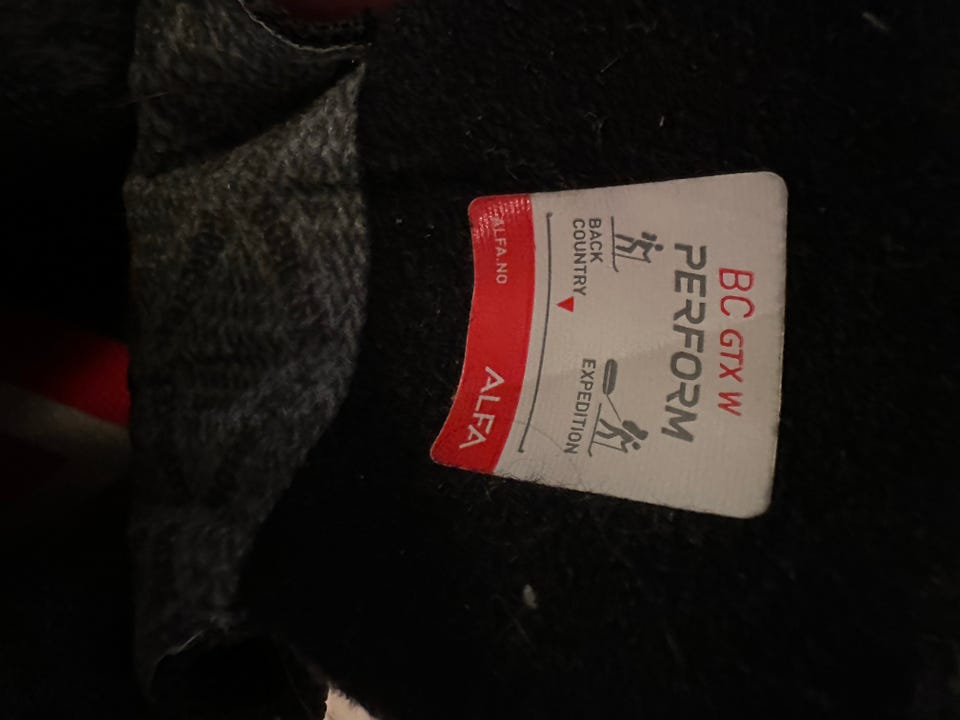 BC GTX W
PERFORM
BACK
COUNTRY
EXPEDITION
ALFA.NO
ALFA